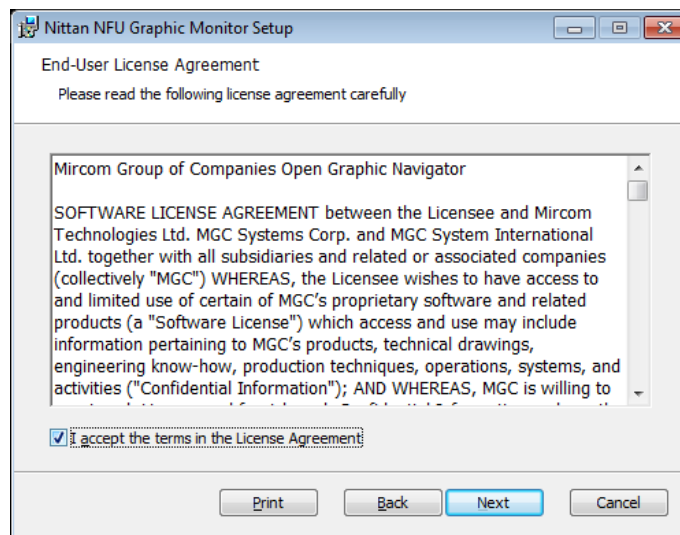 Nittan NFU Graphic Monitor Setup
End-User License Agreement
Please read the following license agreement carefully
Mircom Group of Companies Open Graphic Navigator
SOFTWARE LICENSE AGREEMENT between the Licensee and Mircom
Technologies Ltd. MGC Systems Corp. and MGC System International
Ltd. together with all subsidiaries and related or associated companies
(collectively "MGC") WHEREAS, the Licensee wishes to have access to
and limited use of certain of MGC's proprietary software and related
products (a "Software License") which access and use may include
information pertaining to MGC's products, technical drawings,
engineering know-how, production techniques, operations, systems, and
activities ("Confidential Information"); AND WHEREAS, MGC is willing to
I accept the terms in the License Agreement
Print Back Next Cancel